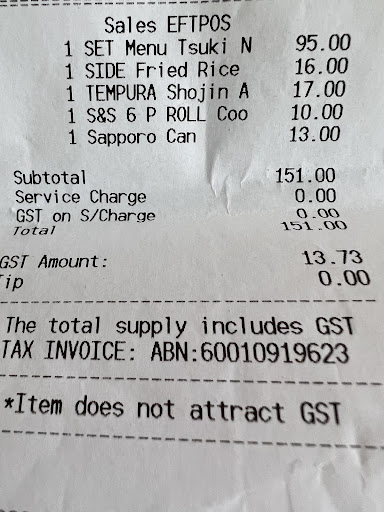 Sales EFTPOS
1 SET Menu Tsuki N 95.00
1 SIDE Fried Rice 16.00
1 TEMPURA Shojin A 17.00
1 S&S 6 P ROLL Coo 10.00
1 Sapporo Can 13.00
Subtotal 151.00
Service Charge 0.00
GST on S/Charge 0.00
Total 151.00
GST Amount: 13.73
Tip 0.00
The total supply includes GST
TAX INVOICE: ABN:60010919623
*Item does not attract GST